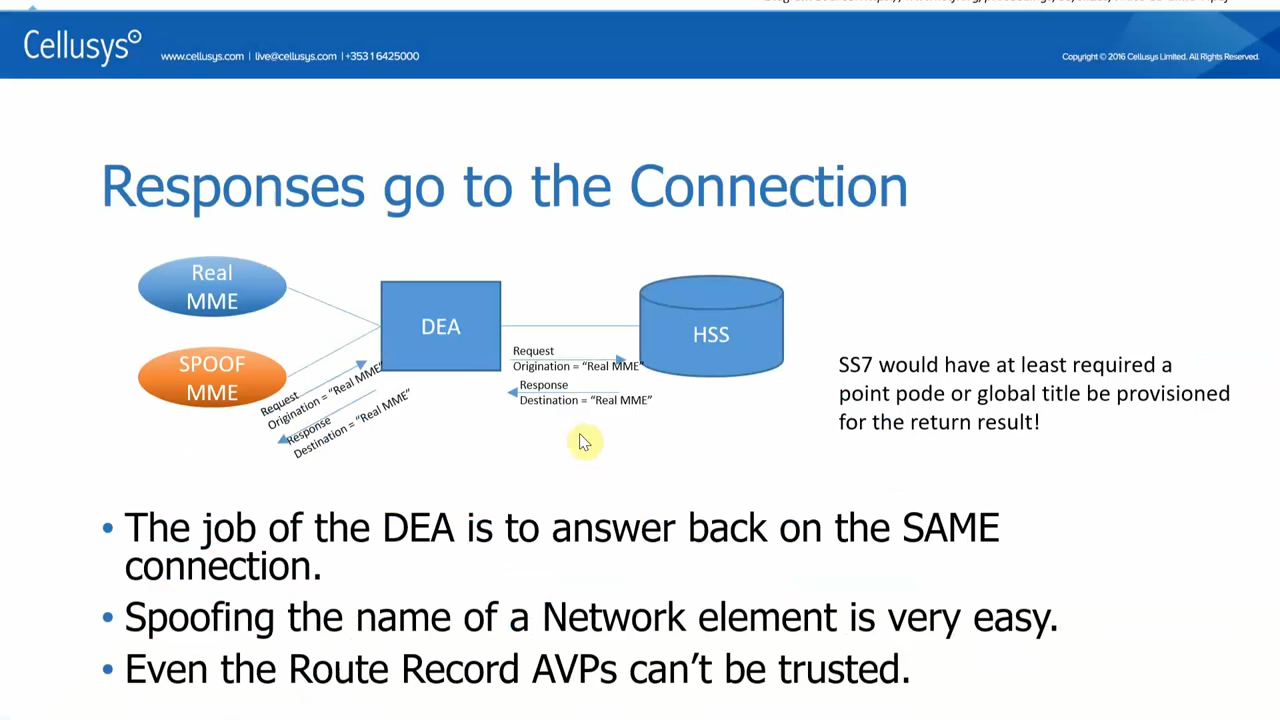 Cellusys
www.cellusys.com | live@cellusys.com | +353 1 6425000
Copyright © 2016 Cellusys Limited. All Rights Reserved.
Responses go to the Connection
Real
MME
SPOOF
MME
DEA
HSS
Request
Origination = "Real MME"
Response
Destination = "Real MME"
Request
Origination = "Real MME"
Response
Destination = "Real MME"
SS7 would have at least required a
point pode or global title be provisioned
for the return result!
• The job of the DEA is to answer back on the SAME
connection.
• Spoofing the name of a Network element is very easy.
• Even the Route Record AVPs can't be trusted.